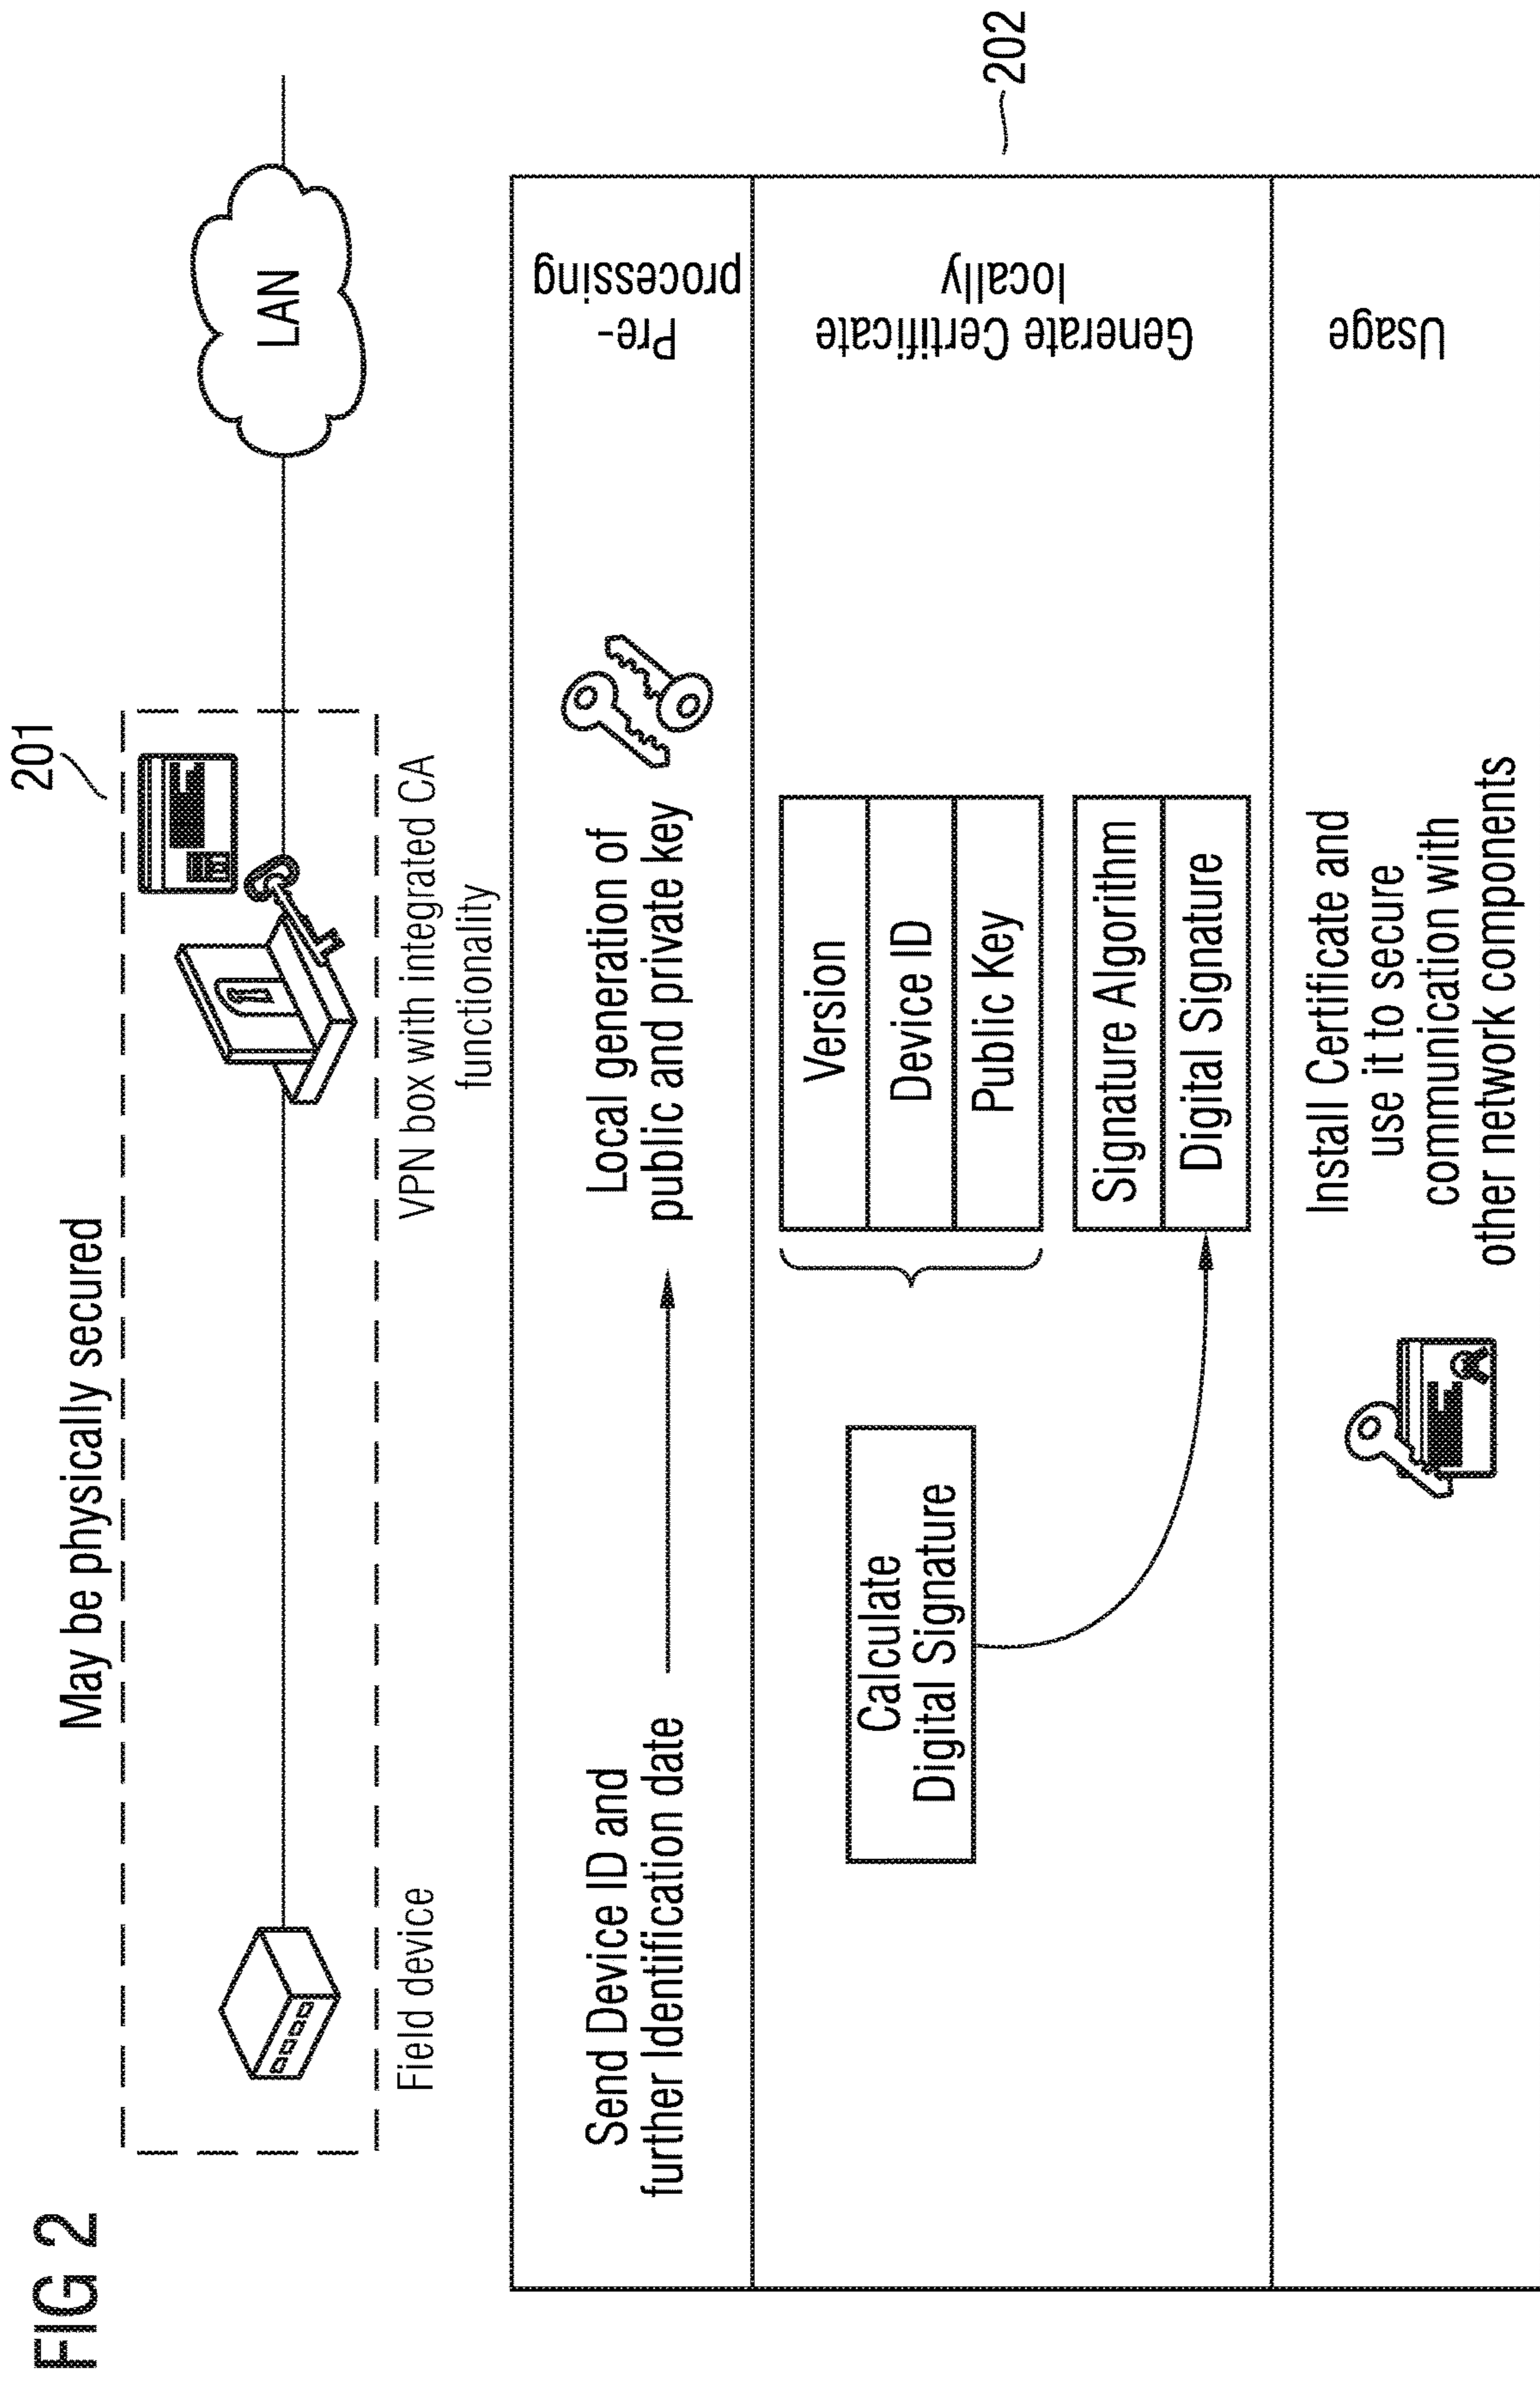 FIG 2
May be physically secured
201
LAN
Field device
VPN box with integrated CA
functionality
Send Device ID and
further Identification date
Local generation of
public and private key
Pre-
processing
Calculate
Digital Signature
Version
Device ID
Public Key
Signature Algorithm
Digital Signature
Generate Certificate
locally
202
Install Certificate and
use it to secure
communication with
other network components
Usage